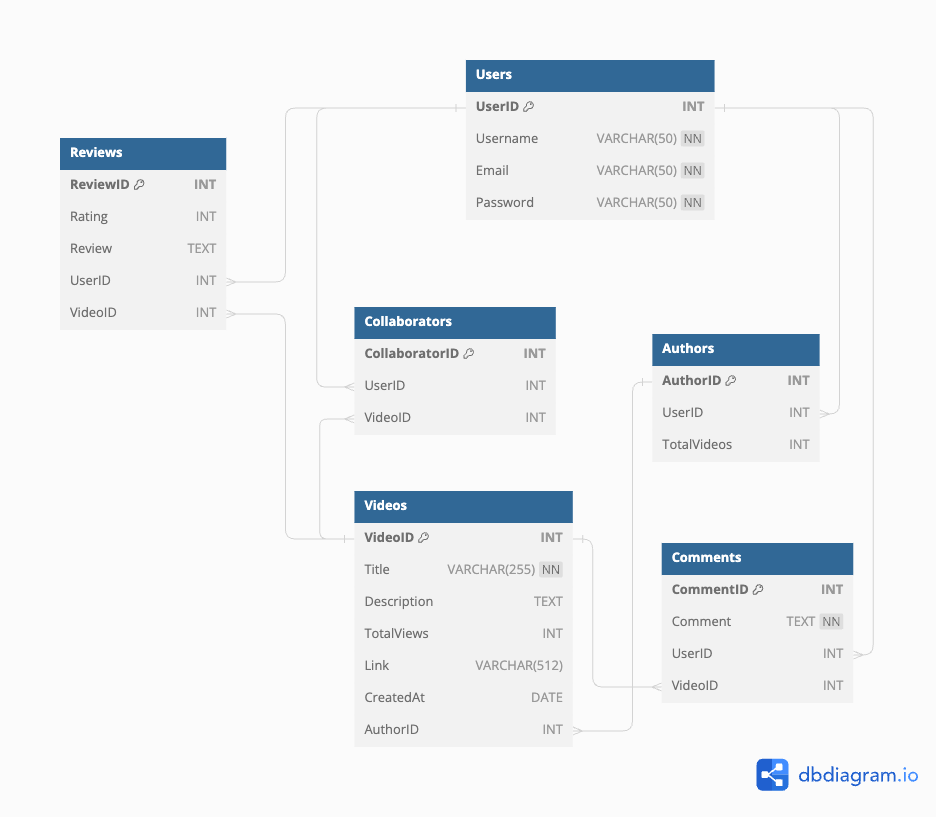 Users
UserID INT
Username VARCHAR(50) NN
Email VARCHAR(50) NN
Password VARCHAR(50) NN
Reviews
ReviewID INT
Rating INT
Review TEXT
UserID INT
VideoID INT
Collaborators
CollaboratorID INT
UserID INT
VideoID INT
Authors
AuthorID INT
UserID INT
TotalVideos INT
Videos
VideoID INT
Title VARCHAR(255) NN
Description TEXT
TotalViews INT
Link VARCHAR(512)
CreatedAt DATE
AuthorID INT
Comments
CommentID INT
Comment TEXT NN
UserID INT
VideoID INT
dbdiagram.io